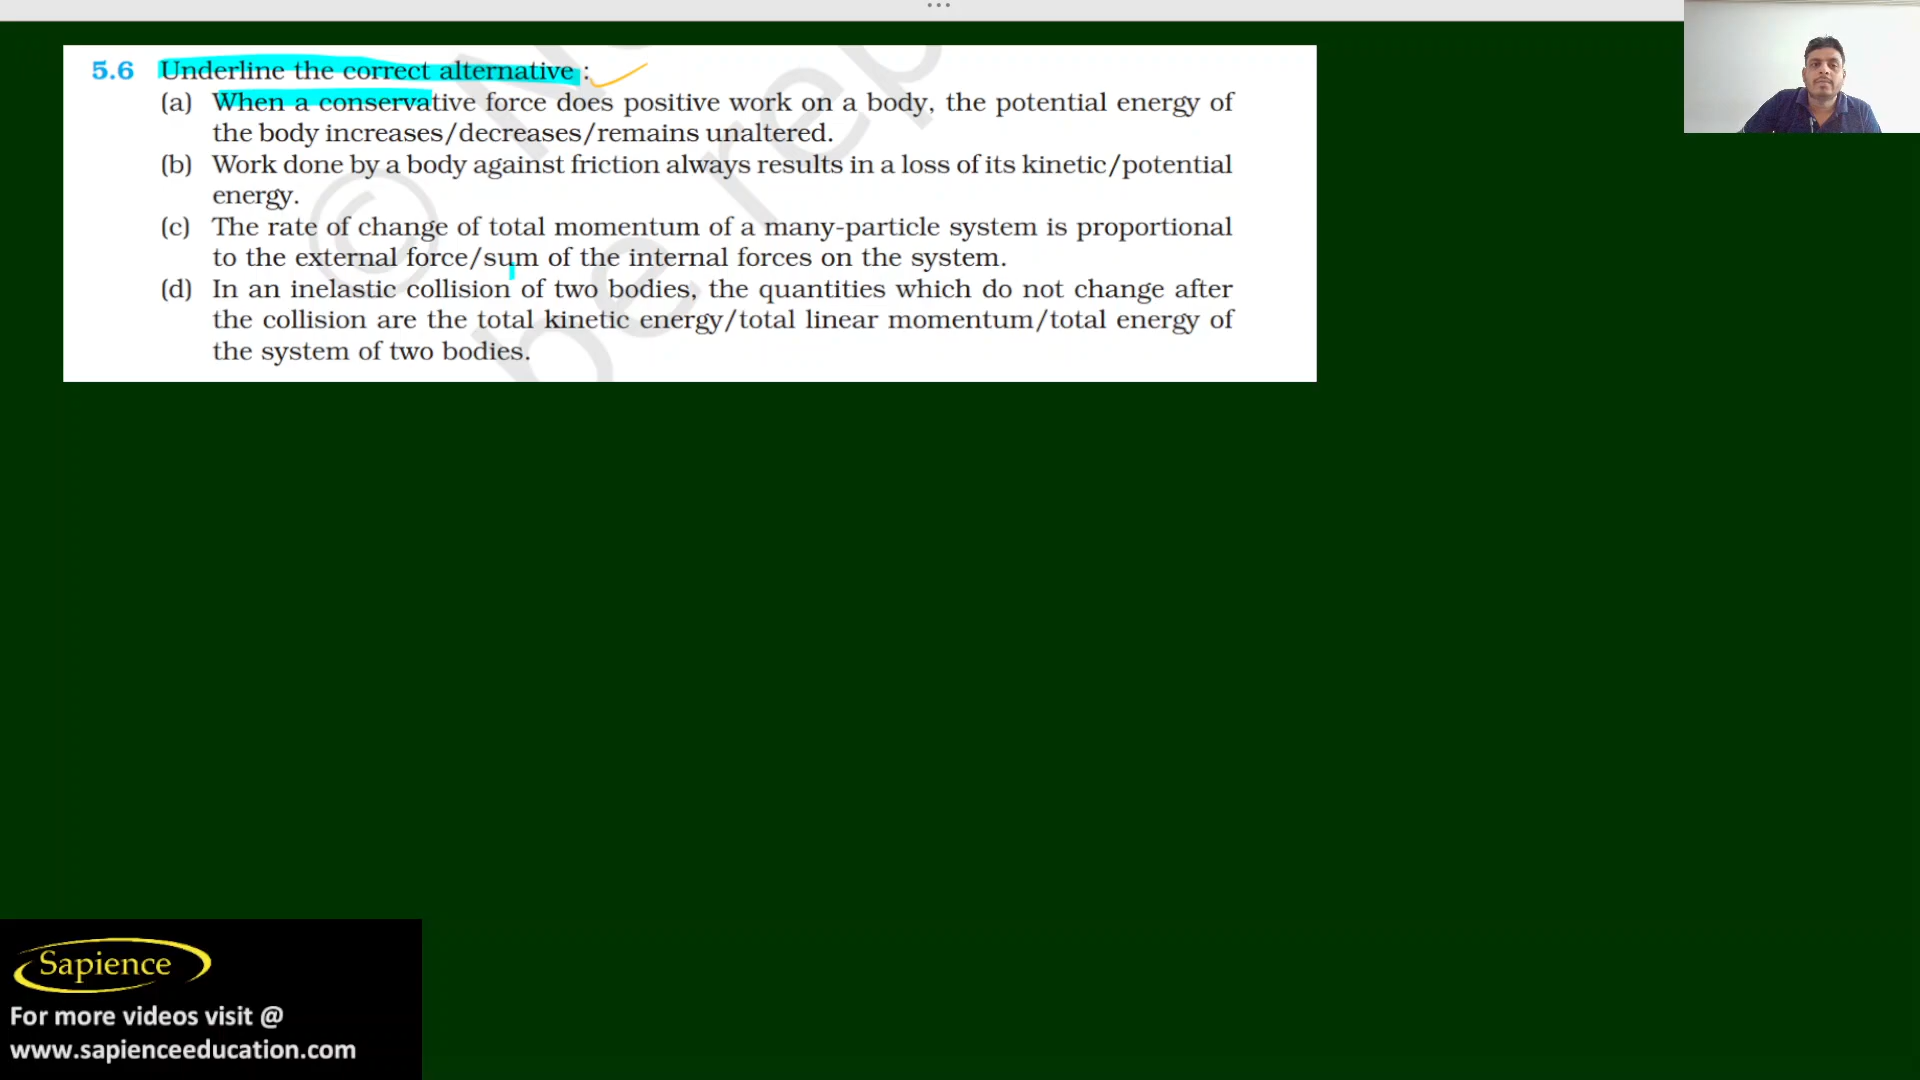 5.6 Underline the correct alternative :
(a) When a conservative force does positive work on a body, the potential energy of
the body increases/decreases/remains unaltered.
(b) Work done by a body against friction always results in a loss of its kinetic/potential
energy.
(c) The rate of change of total momentum of a many-particle system is proportional
to the external force/sum of the internal forces on the system.
(d) In an inelastic collision of two bodies, the quantities which do not change after
the collision are the total kinetic energy/total linear momentum/total energy of
the system of two bodies.
© N
be rep
Sapience
For more videos visit @
www.sapienceeducation.com